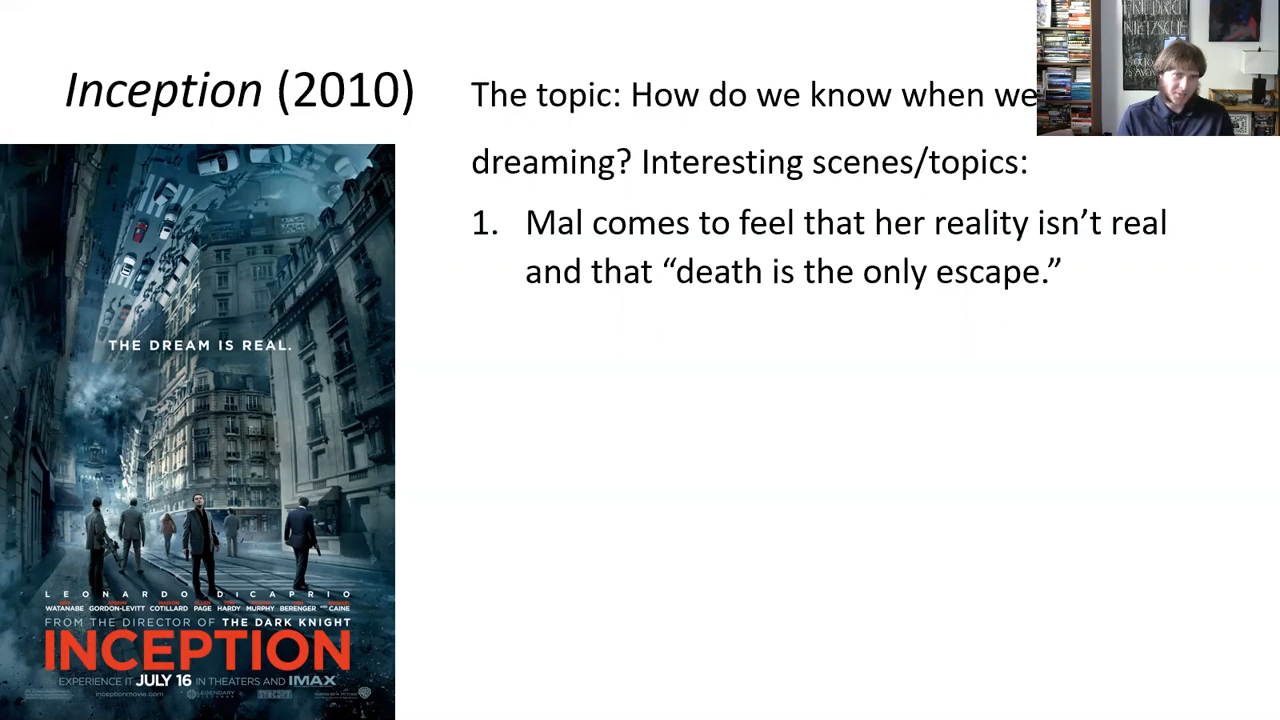 Inception (2010)
The topic: How do we know when we
dreaming? Interesting scenes/topics:
1. Mal comes to feel that her reality isn’t real
and that “death is the only escape.”
THE DREAM IS REAL.
LEONARDO DICAPRIO
WATANABE GORDON-LEVITT COTILLARD PAGE HARDY MURPHY BERENGER CAINE
FROM THE DIRECTOR OF THE DARK KNIGHT
INCEPTION
EXPERIENCE IT JULY 16 IN THEATERS AND IMAX
inceptionmovie.com LEGENDARY
NIETZSCHE